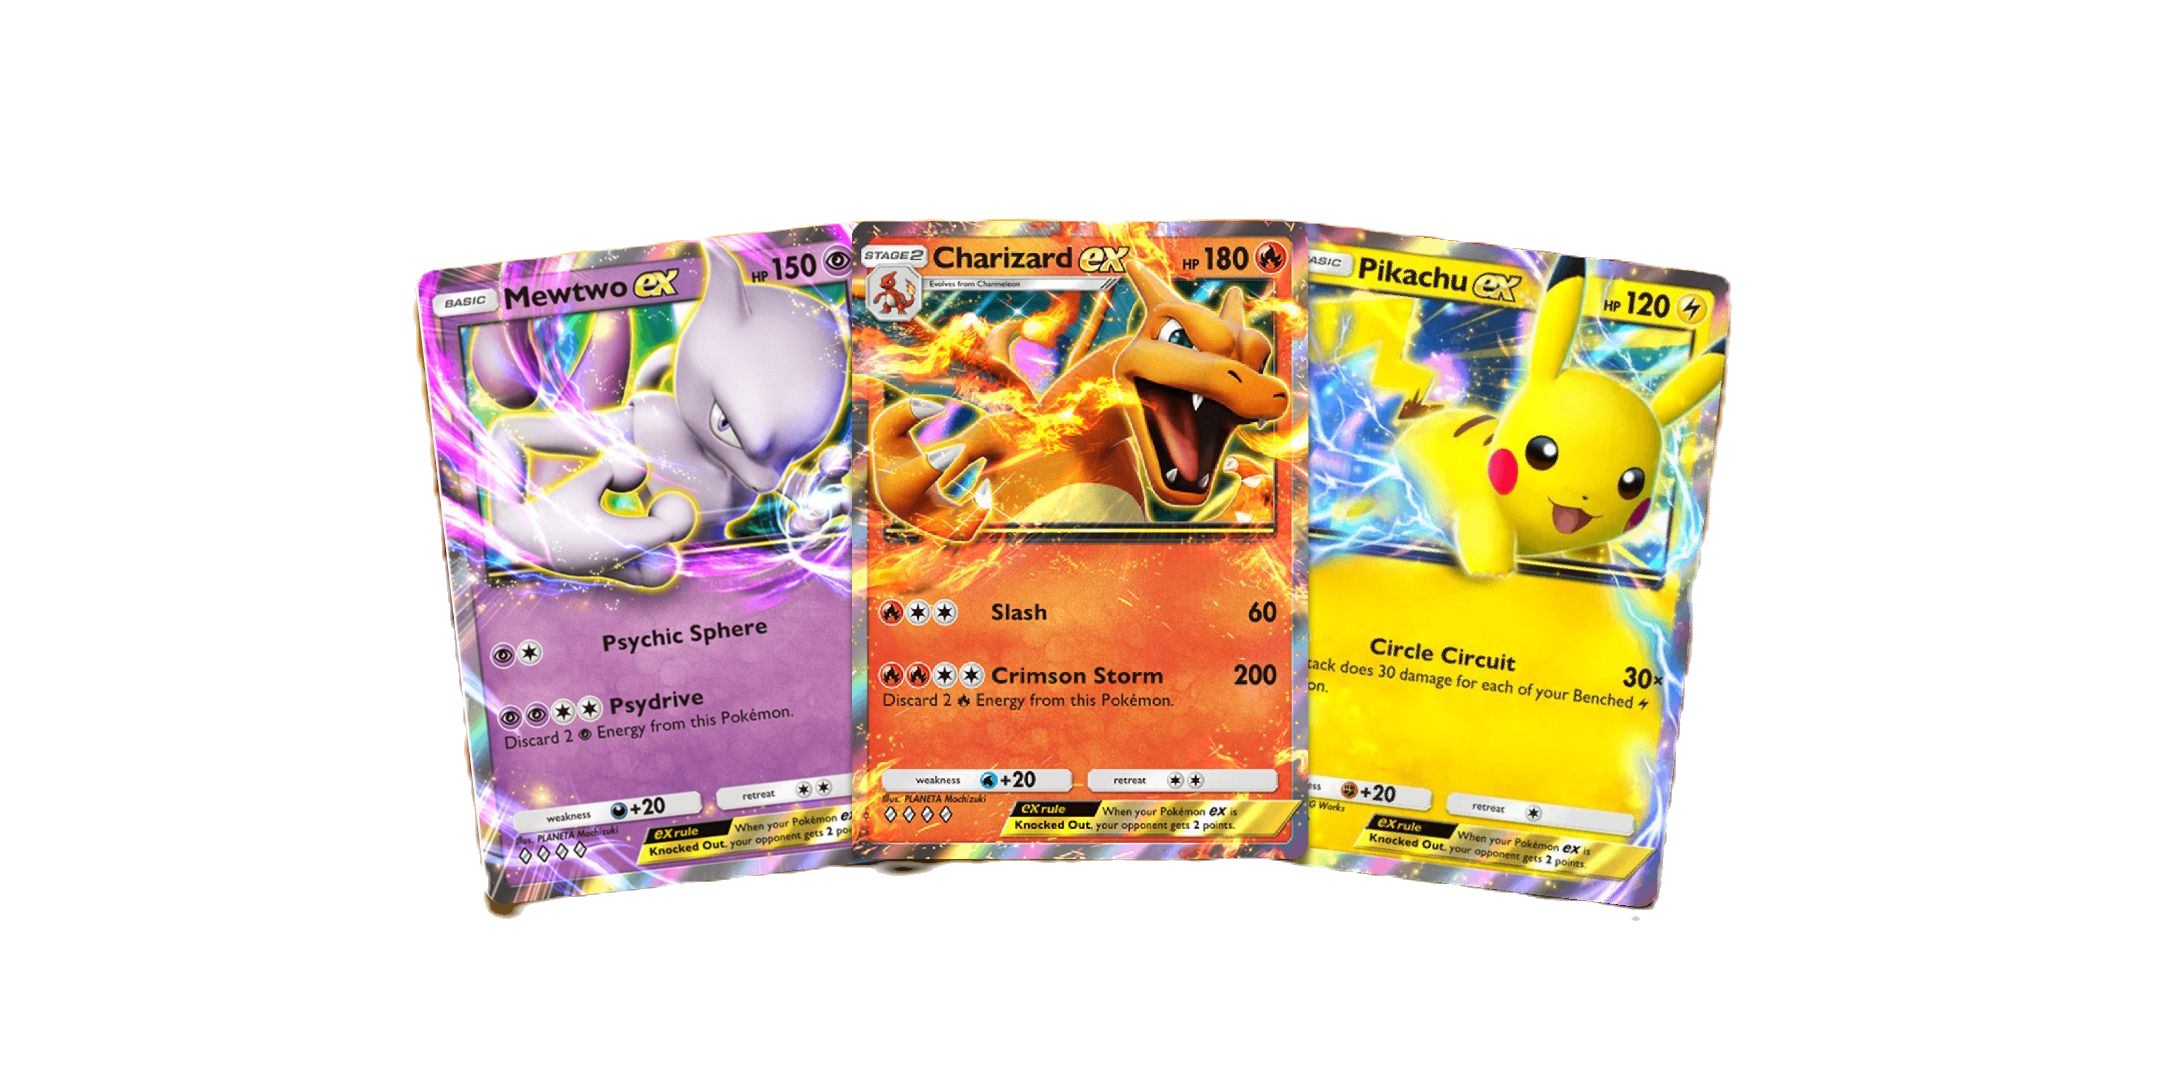 BASIC Mewtwo ex HP 150
Psychic Sphere
Psydrive
Discard 2 Energy from this Pokémon.
weakness +20 retreat
Illus. PLANETA Mochizuki
ex rule When your Pokémon
Knocked Out, your opponent gets 2
STAGE2 Charizard ex HP 180
Evolves from Charmeleon
Slash 60
Crimson Storm 200
Discard 2 Energy from this Pokémon.
weakness +20 retreat
Illus. PLANETA Mochizuki
ex rule When your Pokémon ex is
Knocked Out, your opponent gets 2 points.
ASIC Pikachu ex HP 120
Circle Circuit 30×
tack does 30 damage for each of your Benched
on.
ess +20 retreat
G Works
ex rule When your Pokémon ex is
Knocked Out, your opponent gets 2 points.